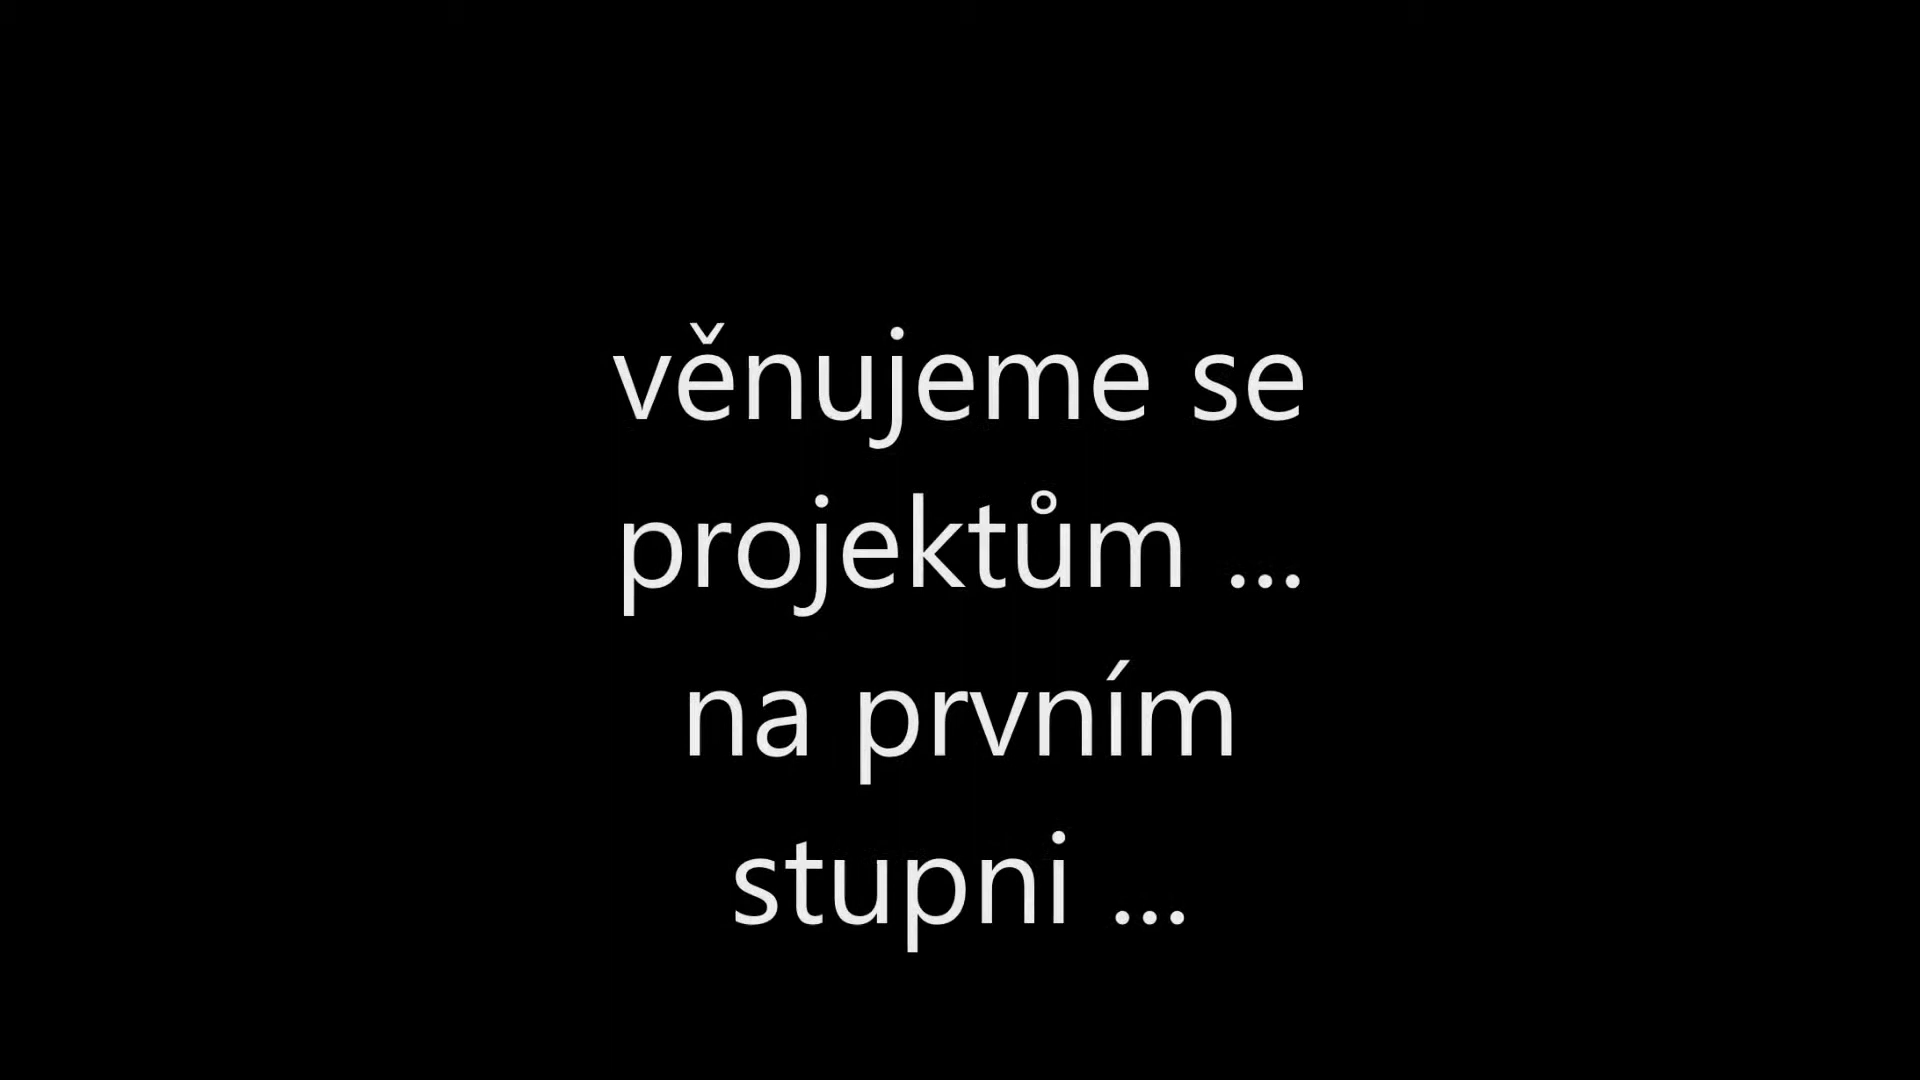 věnujeme se
projektům ...
na prvním
stupni ...